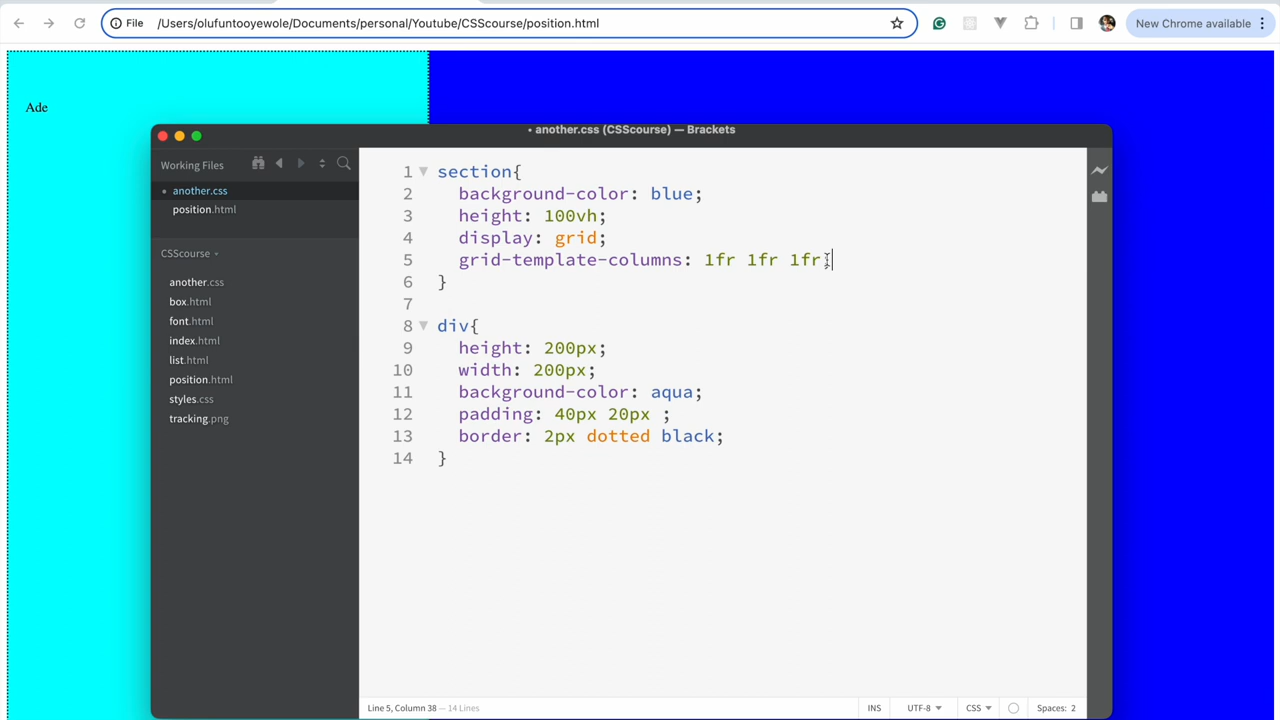 File /Users/olufuntooyewole/Documents/personal/Youtube/CSScourse/position.html
New Chrome available
Ade
• another.css (CSScourse) — Brackets
Working Files
another.css
position.html
CSScourse
another.css
box.html
font.html
index.html
list.html
position.html
styles.css
tracking.png
1 section{
2 background-color: blue;
3 height: 100vh;
4 display: grid;
5 grid-template-columns: 1fr 1fr 1fr;
6 }
7
8 div{
9 height: 200px;
10 width: 200px;
11 background-color: aqua;
12 padding: 40px 20px ;
13 border: 2px dotted black;
14 }
Line 5, Column 38 — 14 Lines
INS UTF-8 CSS Spaces: 2